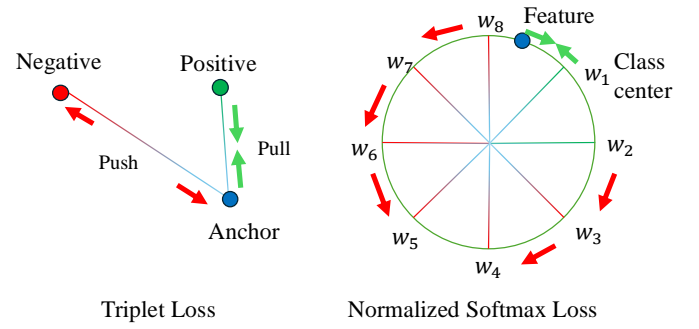 Negative
Positive
Push
Pull
Anchor
Triplet Loss
Feature
Class
center
w₈
w₁
w₇
w₂
w₆
w₃
w₅
w₄
Normalized Softmax Loss